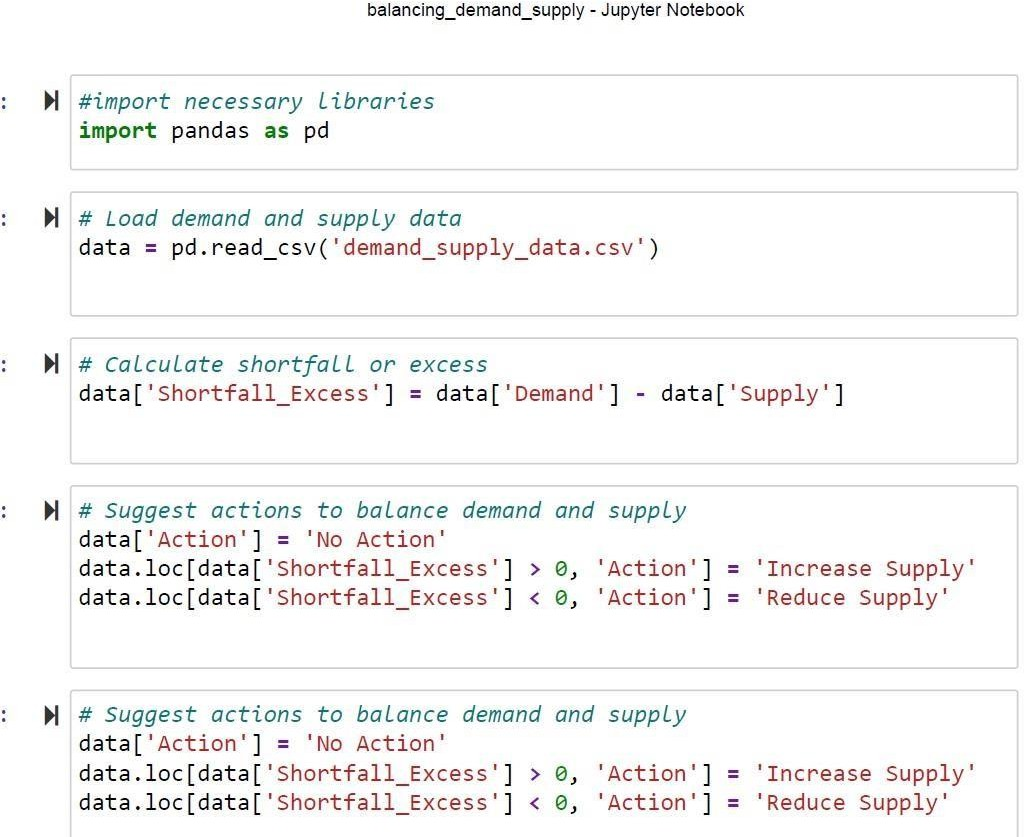 balancing_demand_supply - Jupyter Notebook
:
#import necessary libraries
import pandas as pd
:
# Load demand and supply data
data = pd.read_csv('demand_supply_data.csv')
:
# Calculate shortfall or excess
data['Shortfall_Excess'] = data['Demand'] - data['Supply']
:
# Suggest actions to balance demand and supply
data['Action'] = 'No Action'
data.loc[data['Shortfall_Excess'] > 0, 'Action'] = 'Increase Supply'
data.loc[data['Shortfall_Excess'] < 0, 'Action'] = 'Reduce Supply'
:
# Suggest actions to balance demand and supply
data['Action'] = 'No Action'
data.loc[data['Shortfall_Excess'] > 0, 'Action'] = 'Increase Supply'
data.loc[data['Shortfall_Excess'] < 0, 'Action'] = 'Reduce Supply'